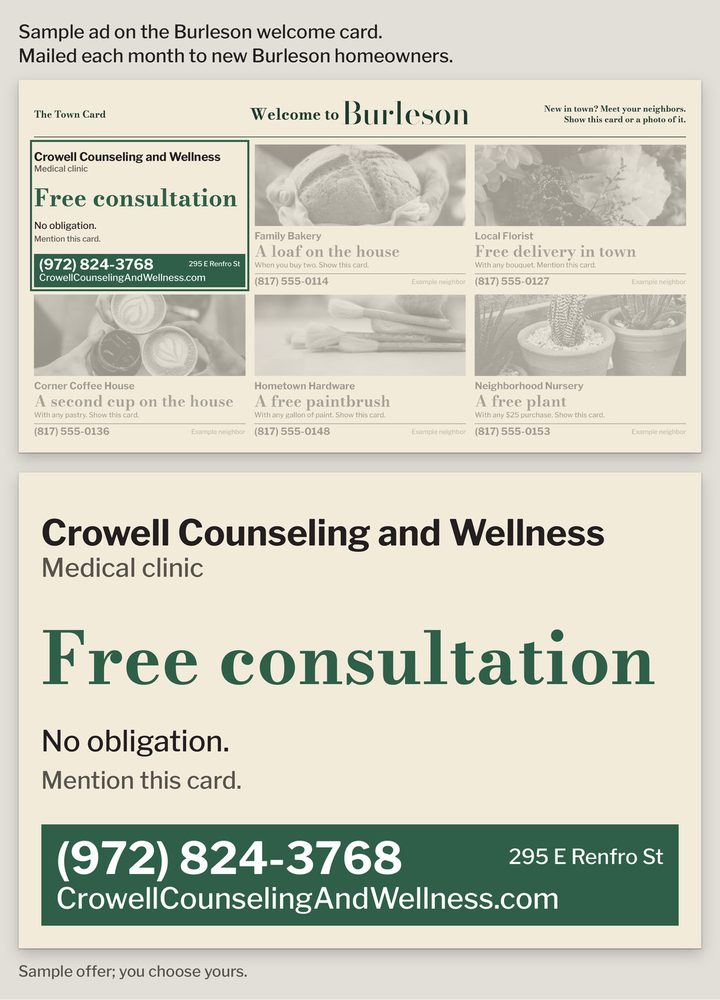 Sample ad on the Burleson welcome card.
Mailed each month to new Burleson homeowners.
The Town Card
Welcome to Burleson
New in town? Meet your neighbors.
Show this card or a photo of it.
Crowell Counseling and Wellness
Medical clinic
Free consultation
No obligation.
Mention this card.
(972) 824-3768
295 E Renfro St
CrowellCounselingAndWellness.com
Family Bakery
A loaf on the house
When you buy two. Show this card.
(817) 555-0114
Example neighbor
Local Florist
Free delivery in town
With any bouquet. Mention this card.
(817) 555-0127
Example neighbor
Corner Coffee House
A second cup on the house
With any pastry. Show this card.
(817) 555-0136
Example neighbor
Hometown Hardware
A free paintbrush
With any gallon of paint. Show this card.
(817) 555-0148
Example neighbor
Neighborhood Nursery
A free plant
With any $25 purchase. Show this card.
(817) 555-0153
Example neighbor
Crowell Counseling and Wellness
Medical clinic
Free consultation
No obligation.
Mention this card.
(972) 824-3768
295 E Renfro St
CrowellCounselingAndWellness.com
Sample offer; you choose yours.